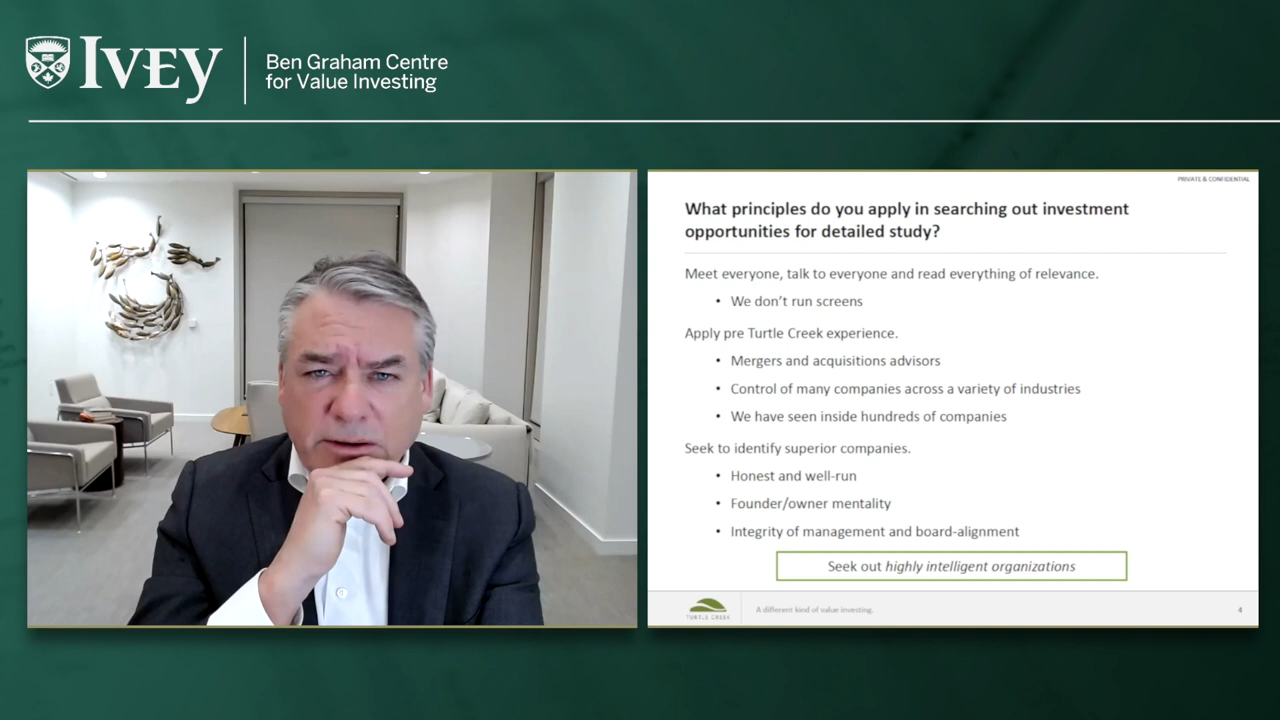 IVEY
Ben Graham Centre
for Value Investing
PRIVATE & CONFIDENTIAL
What principles do you apply in searching out investment
opportunities for detailed study?
Meet everyone, talk to everyone and read everything of relevance.
• We don't run screens
Apply pre Turtle Creek experience.
• Mergers and acquisitions advisors
• Control of many companies across a variety of industries
• We have seen inside hundreds of companies
Seek to identify superior companies.
• Honest and well-run
• Founder/owner mentality
• Integrity of management and board-alignment
Seek out highly intelligent organizations
TURTLE CREEK
A different kind of value investing.
4